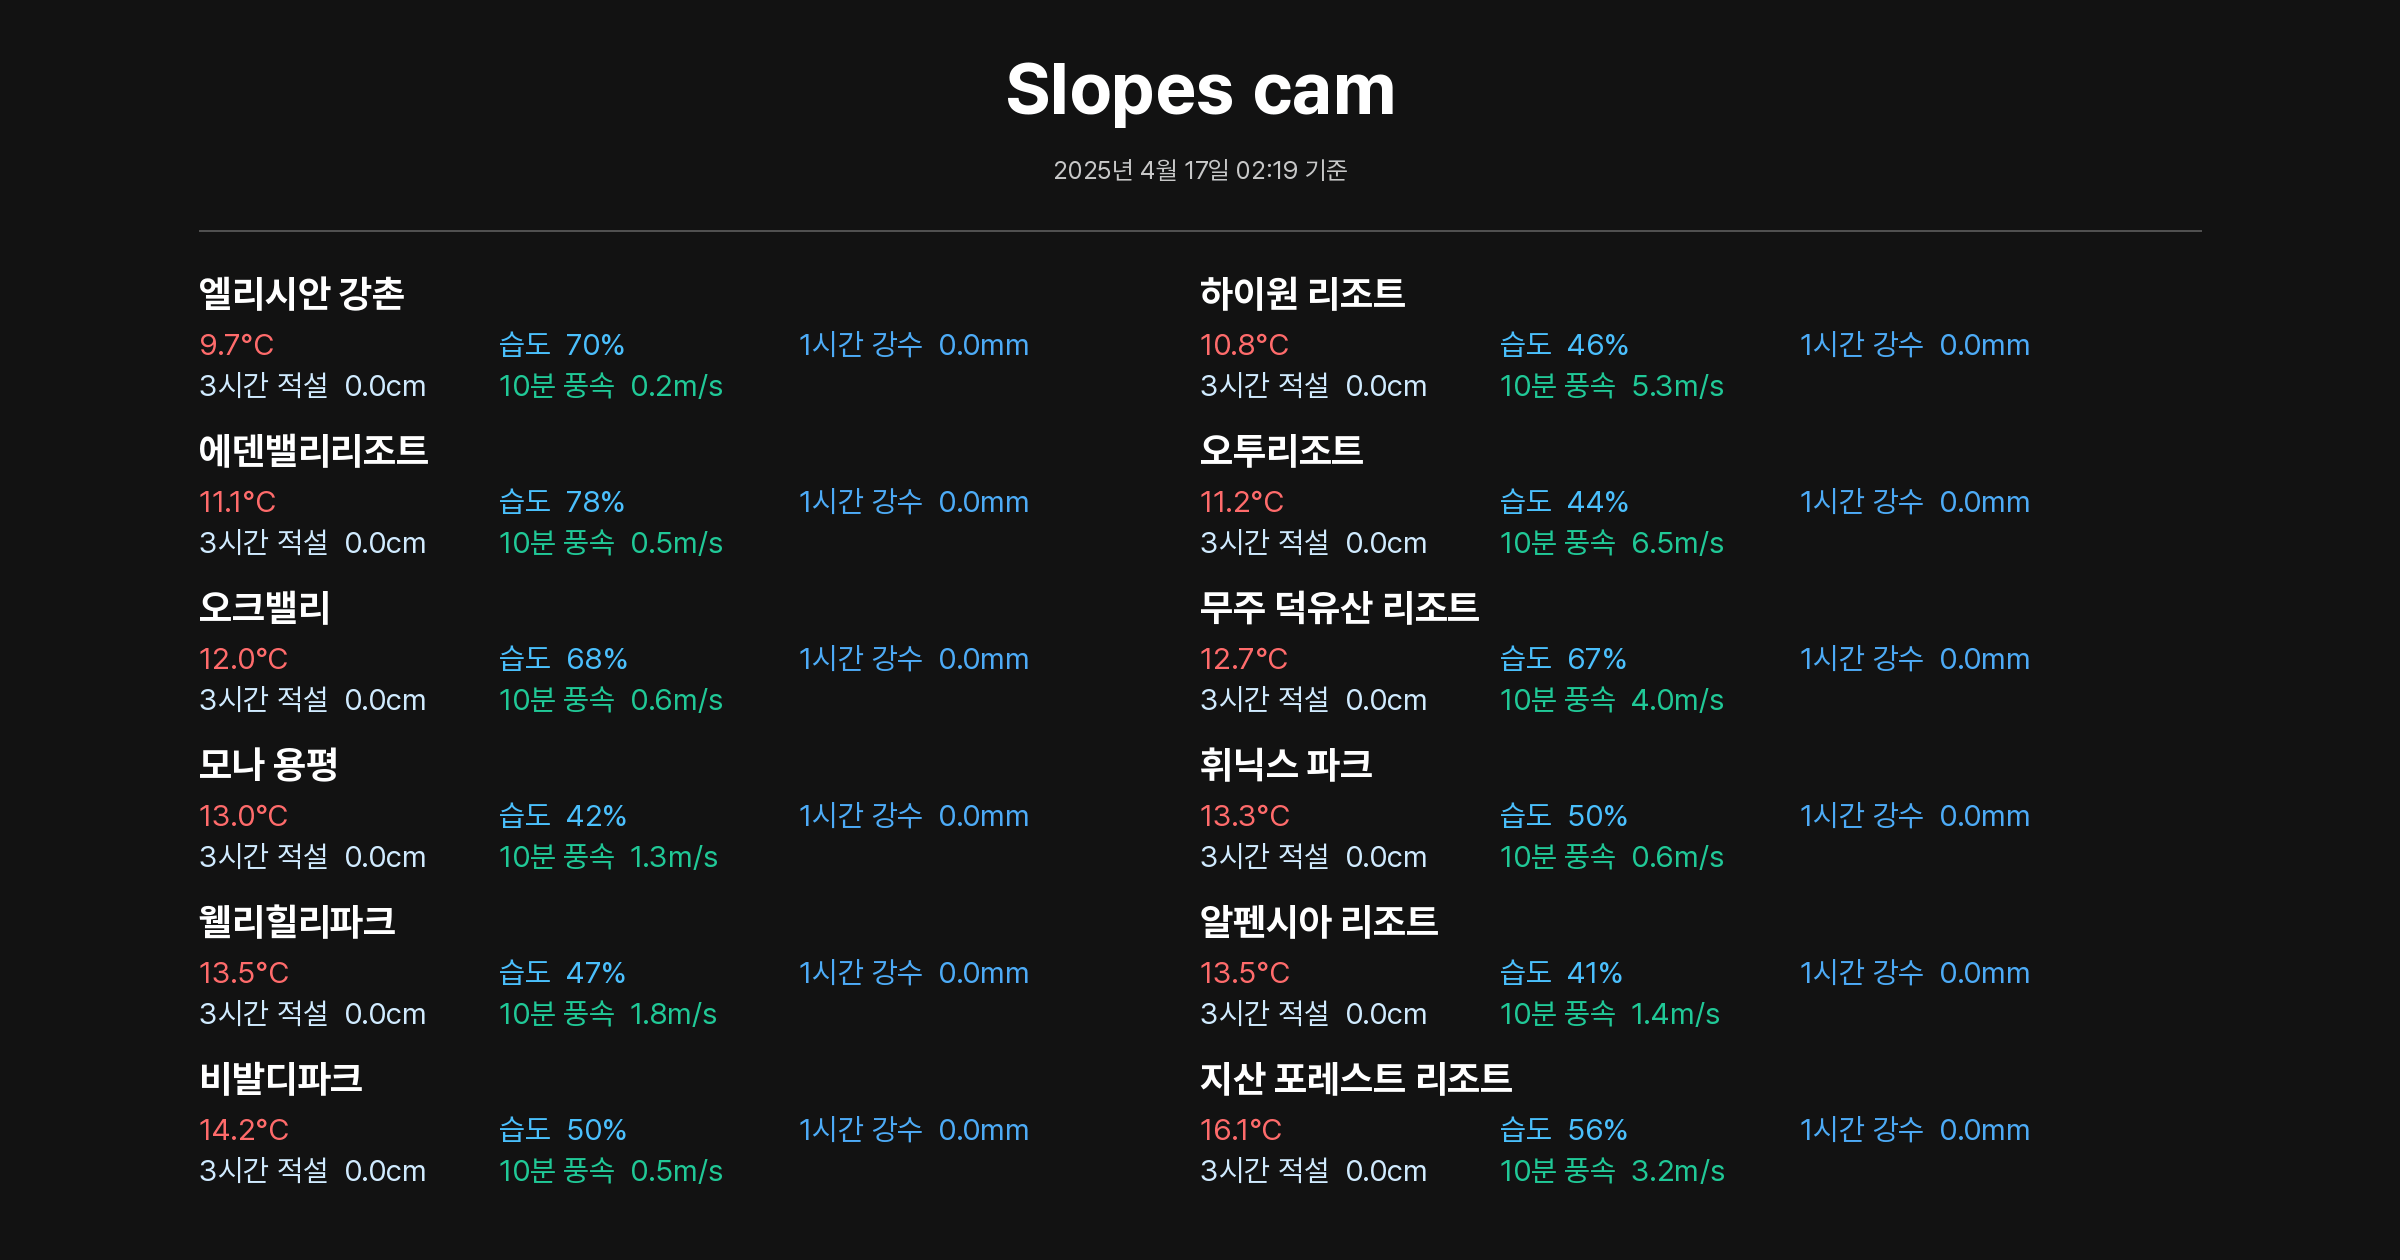 Slopes cam
2025년 4월 17일 02:19 기준
엘리시안 강촌
9.7°C 습도 70% 1시간 강수 0.0mm
3시간 적설 0.0cm 10분 풍속 0.2m/s
하이원 리조트
10.8°C 습도 46% 1시간 강수 0.0mm
3시간 적설 0.0cm 10분 풍속 5.3m/s
에덴밸리리조트
11.1°C 습도 78% 1시간 강수 0.0mm
3시간 적설 0.0cm 10분 풍속 0.5m/s
오투리조트
11.2°C 습도 44% 1시간 강수 0.0mm
3시간 적설 0.0cm 10분 풍속 6.5m/s
오크밸리
12.0°C 습도 68% 1시간 강수 0.0mm
3시간 적설 0.0cm 10분 풍속 0.6m/s
무주 덕유산 리조트
12.7°C 습도 67% 1시간 강수 0.0mm
3시간 적설 0.0cm 10분 풍속 4.0m/s
모나 용평
13.0°C 습도 42% 1시간 강수 0.0mm
3시간 적설 0.0cm 10분 풍속 1.3m/s
휘닉스 파크
13.3°C 습도 50% 1시간 강수 0.0mm
3시간 적설 0.0cm 10분 풍속 0.6m/s
웰리힐리파크
13.5°C 습도 47% 1시간 강수 0.0mm
3시간 적설 0.0cm 10분 풍속 1.8m/s
알펜시아 리조트
13.5°C 습도 41% 1시간 강수 0.0mm
3시간 적설 0.0cm 10분 풍속 1.4m/s
비발디파크
14.2°C 습도 50% 1시간 강수 0.0mm
3시간 적설 0.0cm 10분 풍속 0.5m/s
지산 포레스트 리조트
16.1°C 습도 56% 1시간 강수 0.0mm
3시간 적설 0.0cm 10분 풍속 3.2m/s